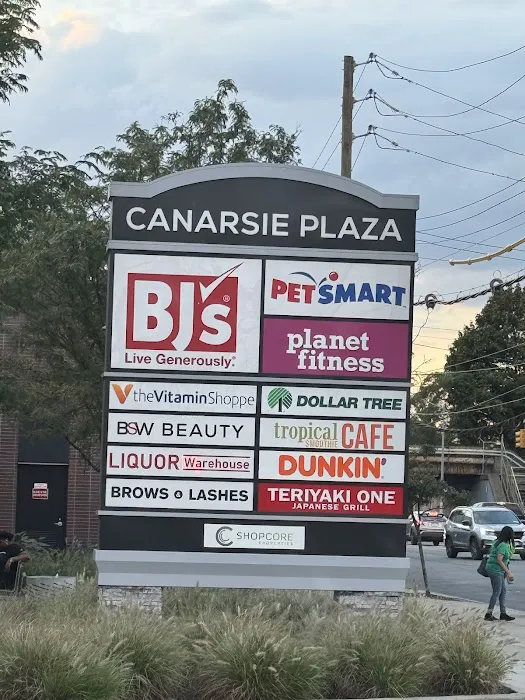 CANARSIE PLAZA
BJ's
Live Generously.®
PETSMART
planet
fitness
theVitaminShoppe
DOLLAR TREE
BSW BEAUTY
tropical
SMOOTHIE
CAFE
LIQUOR Warehouse
DUNKIN'
BROWS & LASHES
TERIYAKI ONE
JAPANESE GRILL
SHOPCORE
PROPERTIES